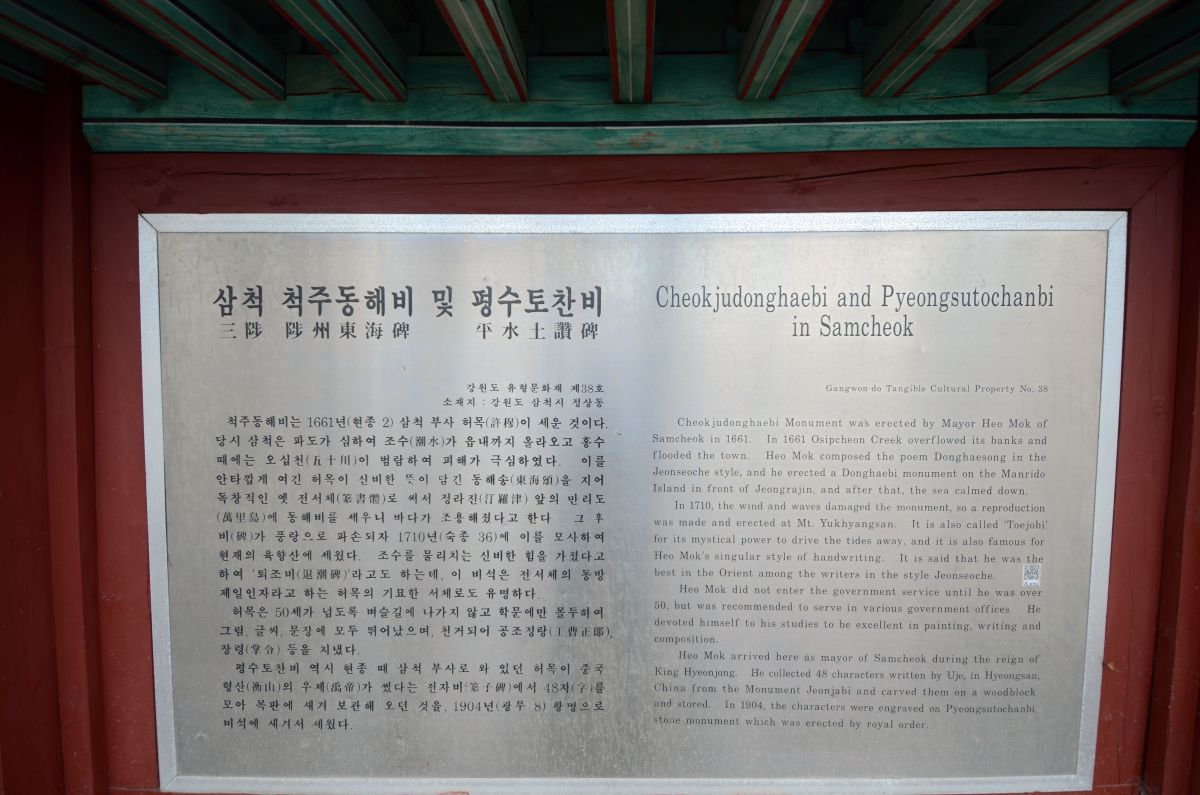 삼척 척주동해비 및 평수토찬비
三陟 陟州東海碑 平水土讚碑
강원도 유형문화재 제38호
소재지 : 강원도 삼척시 정상동
척주동해비는 1661년(현종 2) 삼척 부사 허목(許穆)이 세운 것이다.
당시 삼척은 파도가 심하여 조수(潮水)가 읍내까지 올라오고 홍수
때에는 오십천(五十川)이 범람하여 피해가 극심하였다. 이를
안타깝게 여긴 허목이 신비한 뜻이 담긴 동해송(東海頌)을 지어
독창적인 옛 전서체(篆書體)로 써서 정라진(汀羅津) 앞의 만리도
(萬里島)에 동해비를 세우니 바다가 조용해졌다고 한다 그 후
비(碑)가 풍랑으로 파손되자 1710년(숙종 36)에 이를 모사하여
현재의 육향산에 세웠다. 조수를 물리치는 신비한 힘을 가졌다고
하여 '퇴조비(退潮碑)'라고도 하는데, 이 비석은 전서체의 동방
제일인자라고 하는 허목의 기묘한 서체로도 유명하다.
허목은 50세가 넘도록 벼슬길에 나가지 않고 학문에만 몰두하여
그림, 글씨, 문장에 모두 뛰어났으며, 천거되어 공조정랑(工曹正郞),
장령(掌令) 등을 지냈다.
평수토찬비 역시 현종 때 삼척 부사로 와 있던 허목이 중국
형산(衡山)의 우제(禹帝)가 썼다는 전자비(篆子碑)에서 48자(字)를
모아 목판에 새겨 보관해 오던 것을, 1904년(광무 8) 왕명으로
비석에 새겨서 세웠다.
Cheokjudonghaebi and Pyeongsutochanbi
in Samcheok
Gangwon-do Tangible Cultural Property No. 38
Cheokjudonghaebi Monument was erected by Mayor Heo Mok of
Samcheok in 1661. In 1661 Osipcheon Creek overflowed its banks and
flooded the town. Heo Mok composed the poem Donghaesong in the
Jeonseoche style, and he erected a Donghaebi monument on the Manrido
Island in front of Jeongrajin, and after that, the sea calmed down.
In 1710, the wind and waves damaged the monument, so a reproduction
was made and erected at Mt. Yukhyangsan. It is also called 'Toejobi'
for its mystical power to drive the tides away, and it is also famous for
Heo Mok's singular style of handwriting. It is said that he was the
best in the Orient among the writers in the style Jeonseoche.
Heo Mok did not enter the government service until he was over
50, but was recommended to serve in various government offices. He
devoted himself to his studies to be excellent in painting, writing and
composition.
Heo Mok arrived here as mayor of Samcheok during the reign of
King Hyeonjong. He collected 48 characters written by Uje, in Hyeongsan,
China from the Monument Jeonjabi and carved them on a woodblock
and stored. In 1904, the characters were engraved on Pyeongsutochanbi
stone monument which was erected by royal order.